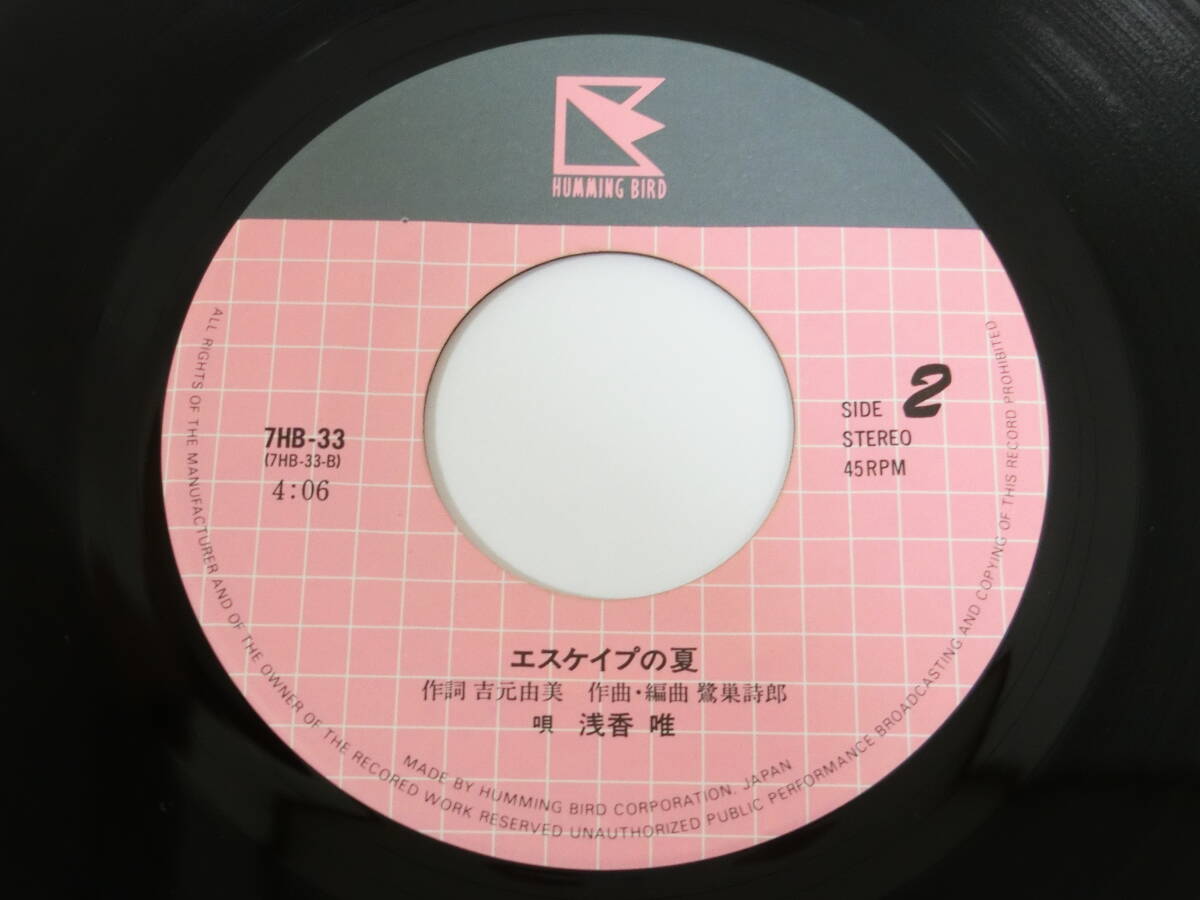 HUMMING BIRD
7HB-33
(7HB-33-B)
4:06
SIDE 2
STEREO
45RPM
エスケイプの夏
作詞 吉元由美 作曲・編曲 鷺巣詩郎
唄 浅香 唯
MADE BY HUMMING BIRD CORPORATION, JAPAN
ALL RIGHTS OF THE MANUFACTURER AND OF THE OWNER OF THE RECORED WORK RESERVED UNAUTHORIZED PUBLIC PERFORMANCE BROADCASTING AND COPYING OF THIS RECORD PROHIBITED